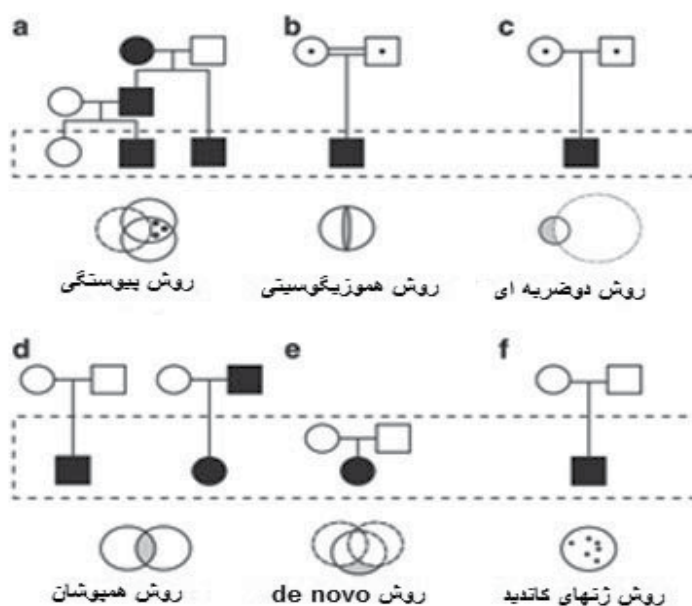 a b c
روش پیوستگی روش هموزیگوسیتی روش دوضربه ای
d e f
روش همپوشان روش de novo روش ژنهای کاندید